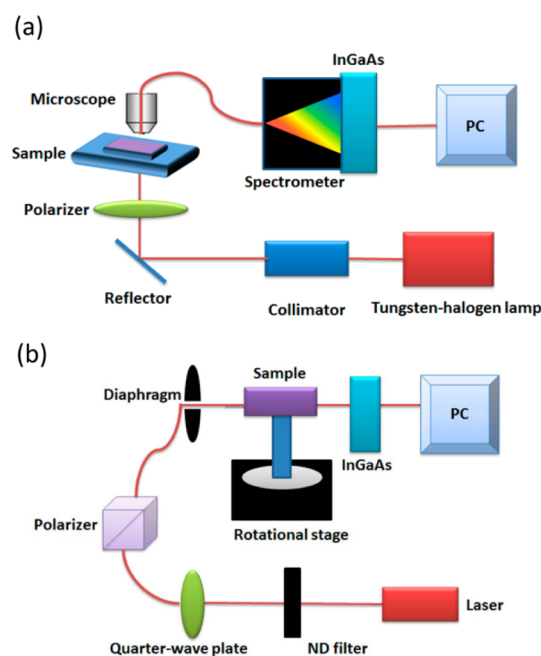 (a)
InGaAs
Microscope
PC
Sample
Spectrometer
Polarizer
Reflector
Collimator
Tungsten-halogen lamp
(b)
Sample
Diaphragm
PC
InGaAs
Polarizer
Rotational stage
Laser
Quarter-wave plate
ND filter